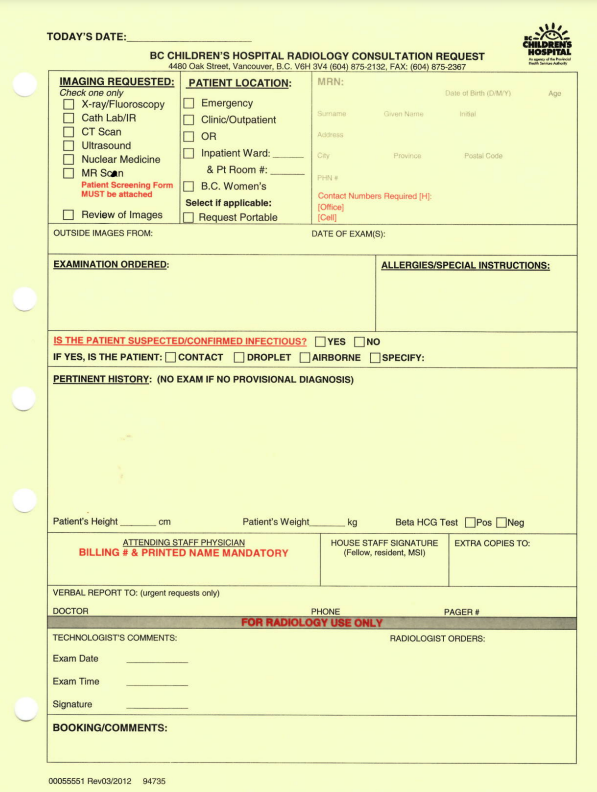 TODAY'S DATE:
BC
CHILDREN'S
HOSPITAL
An agency of the Provincial
Health Services Authority
BC CHILDREN'S HOSPITAL RADIOLOGY CONSULTATION REQUEST
4480 Oak Street, Vancouver, B.C. V6H 3V4 (604) 875-2132, FAX: (604) 875-2367
IMAGING REQUESTED:
Check one only
X-ray/Fluoroscopy
Cath Lab/IR
CT Scan
Ultrasound
Nuclear Medicine
MR Scan
Patient Screening Form
MUST be attached
Review of Images
PATIENT LOCATION:
Emergency
Clinic/Outpatient
OR
Inpatient Ward:
& Pt Room #:
B.C. Women's
Select if applicable:
Request Portable
MRN:
Date of Birth (D/M/Y) Age
Surname Given Name Initial
Address
City Province Postal Code
PHN #
Contact Numbers Required [H]:
[Office]
[Cell]
OUTSIDE IMAGES FROM: DATE OF EXAM(S):
EXAMINATION ORDERED: ALLERGIES/SPECIAL INSTRUCTIONS:
IS THE PATIENT SUSPECTED/CONFIRMED INFECTIOUS? YES NO
IF YES, IS THE PATIENT: CONTACT DROPLET AIRBORNE SPECIFY:
PERTINENT HISTORY: (NO EXAM IF NO PROVISIONAL DIAGNOSIS)
Patient's Height cm Patient's Weight kg Beta HCG Test Pos Neg
ATTENDING STAFF PHYSICIAN
BILLING # & PRINTED NAME MANDATORY
HOUSE STAFF SIGNATURE
(Fellow, resident, MSI)
EXTRA COPIES TO:
VERBAL REPORT TO: (urgent requests only)
DOCTOR PHONE PAGER #
FOR RADIOLOGY USE ONLY
TECHNOLOGIST'S COMMENTS: RADIOLOGIST ORDERS:
Exam Date
Exam Time
Signature
BOOKING/COMMENTS:
00055551 Rev03/2012 94735